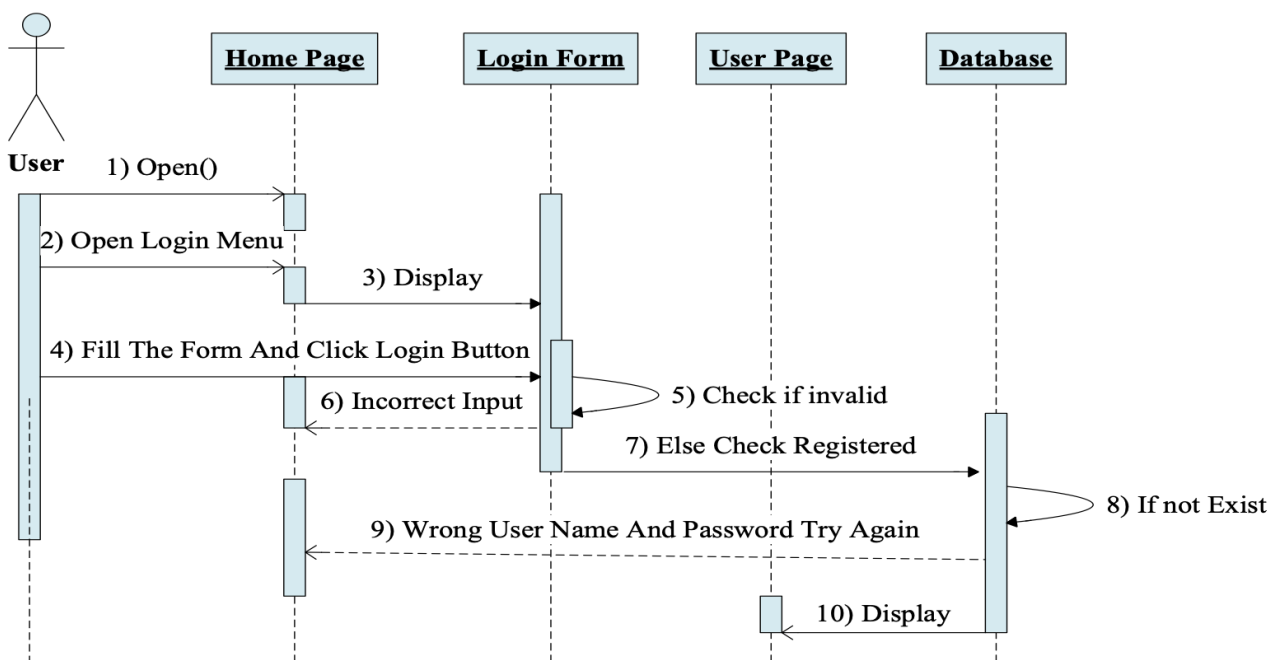 Home Page
Login Form
User Page
Database
User
1) Open()
2) Open Login Menu
3) Display
4) Fill The Form And Click Login Button
5) Check if invalid
6) Incorrect Input
7) Else Check Registered
8) If not Exist
9) Wrong User Name And Password Try Again
10) Display